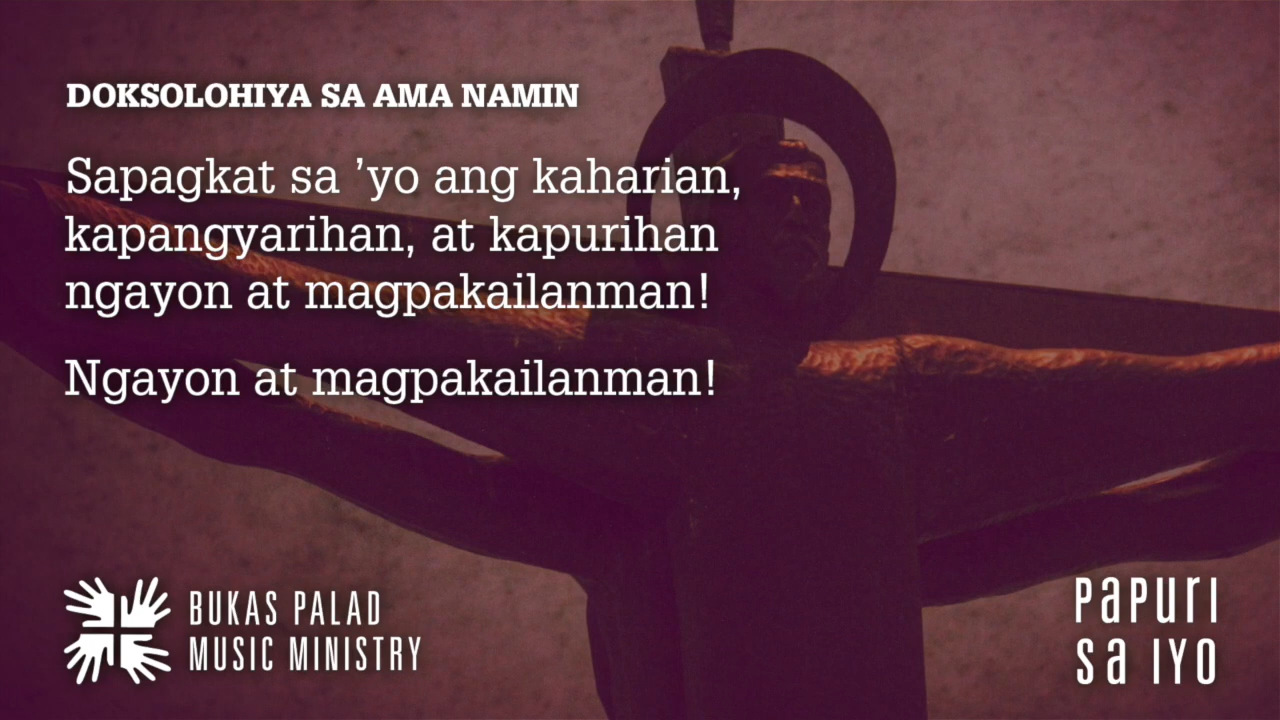 DOKSOLOHIYA SA AMA NAMIN
Sapagkat sa ’yo ang kaharian,
kapangyarihan, at kapurihan
ngayon at magpakailanman!
Ngayon at magpakailanman!
BUKAS PALAD
MUSIC MINISTRY
PaPurI
sa IYO